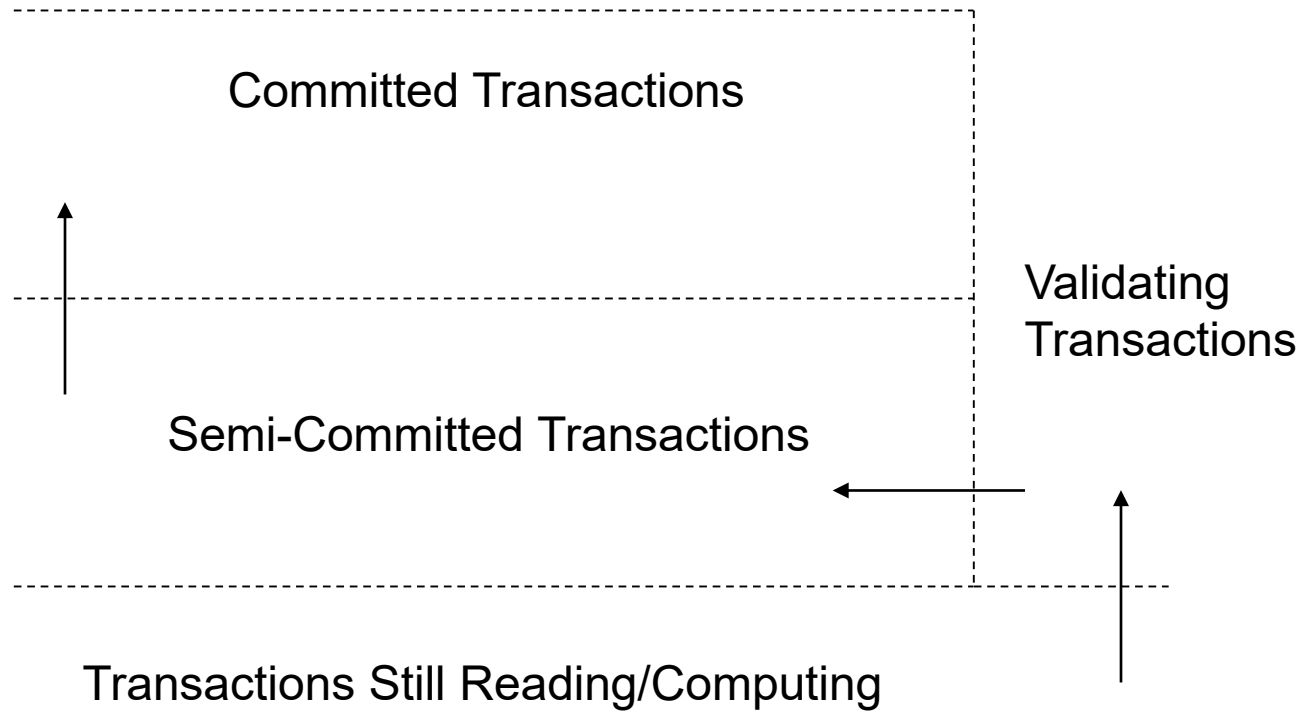 Committed Transactions
Validating
Transactions
Semi-Committed Transactions
Transactions Still Reading/Computing